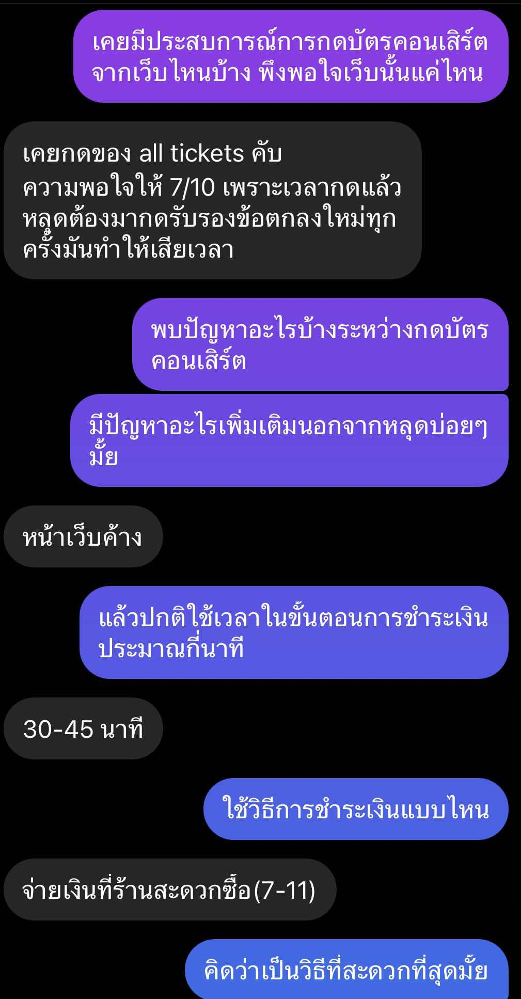 เคยมีประสบการณ์การกดบัตรคอนเสิร์ต
จากเว็บไหนบ้าง พึงพอใจเว็บนั้นแค่ไหน
เคยกดของ all tickets คับ
ความพอใจให้ 7/10 เพราะเวลากดแล้ว
หลุดต้องมากดรับรองข้อตกลงใหม่ทุก
ครั้งมันทำให้เสียเวลา
พบปัญหาอะไรบ้างระหว่างกดบัตร
คอนเสิร์ต
มีปัญหาอะไรเพิ่มเติมนอกจากหลุดบ่อยๆ
มั้ย
หน้าเว็บค้าง
แล้วปกติใช้เวลาในขั้นตอนการชำระเงิน
ประมาณกี่นาที
30-45 นาที
ใช้วิธีการชำระเงินแบบไหน
จ่ายเงินที่ร้านสะดวกซื้อ(7-11)
คิดว่าเป็นวิธีที่สะดวกที่สุดมั้ย